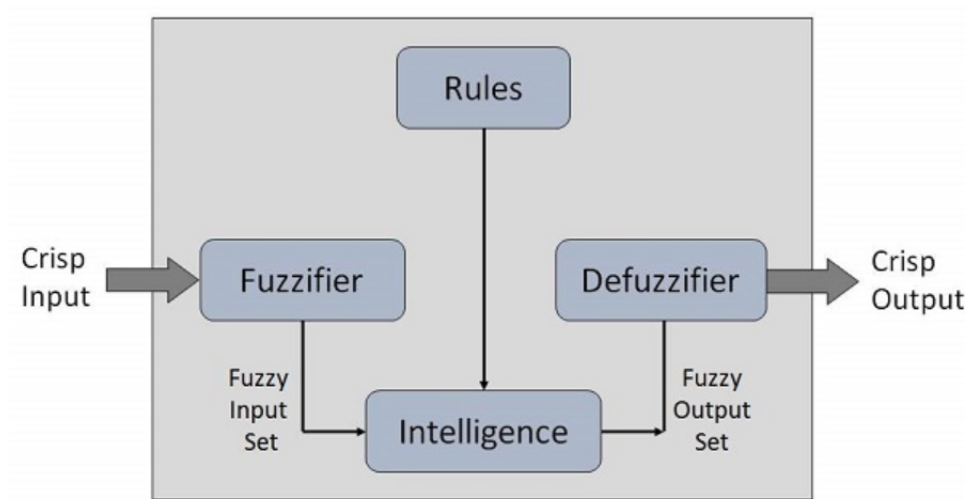 Rules
Crisp
Input
Fuzzifier
Defuzzifier
Crisp
Output
Fuzzy
Input
Set
Intelligence
Fuzzy
Output
Set